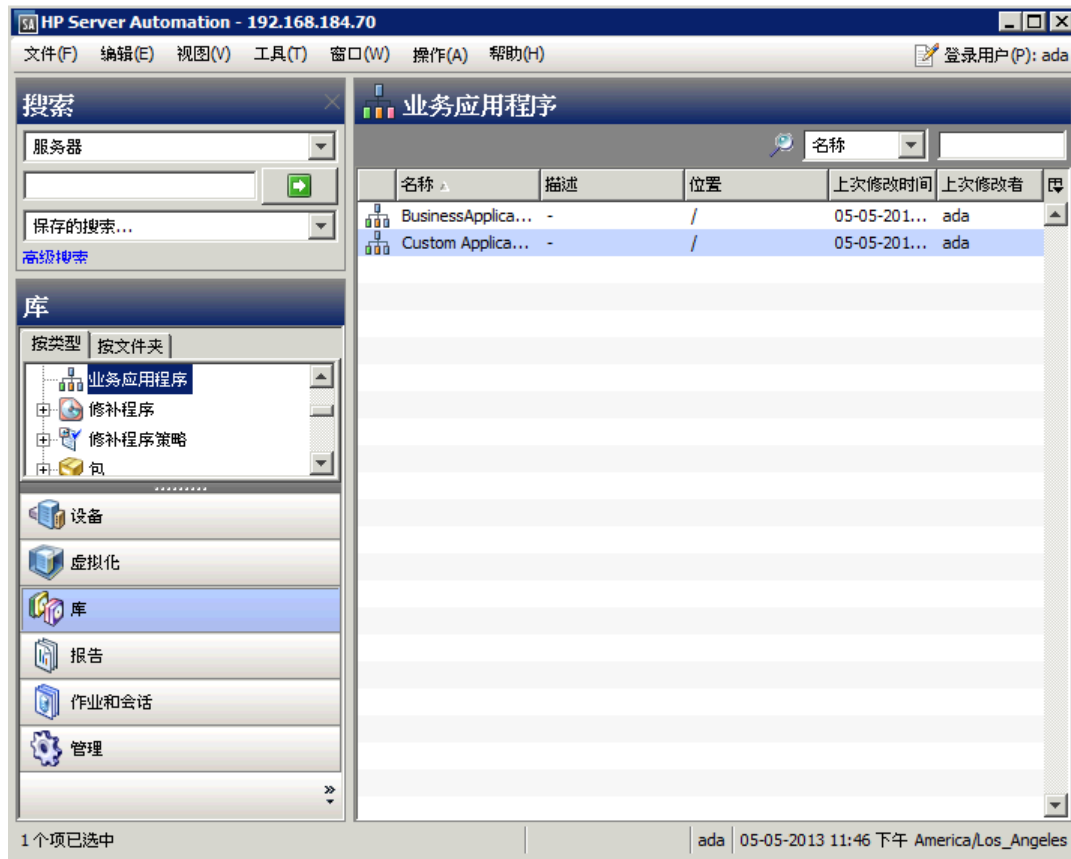 HP Server Automation - 192.168.184.70
文件(F) 编辑(E) 视图(V) 工具(T) 窗口(W) 操作(A) 帮助(H) 登录用户(P): ada
搜索
服务器
保存的搜索...
高级搜索
库
按类型 按文件夹
业务应用程序
修补程序
修补程序策略
包
设备
虚拟化
库
报告
作业和会话
管理
业务应用程序
名称
名称 描述 位置 上次修改时间 上次修改者
BusinessApplica... - / 05-05-201... ada
Custom Applica... - / 05-05-201... ada
1 个项已选中
ada 05-05-2013 11:46 下午 America/Los_Angeles